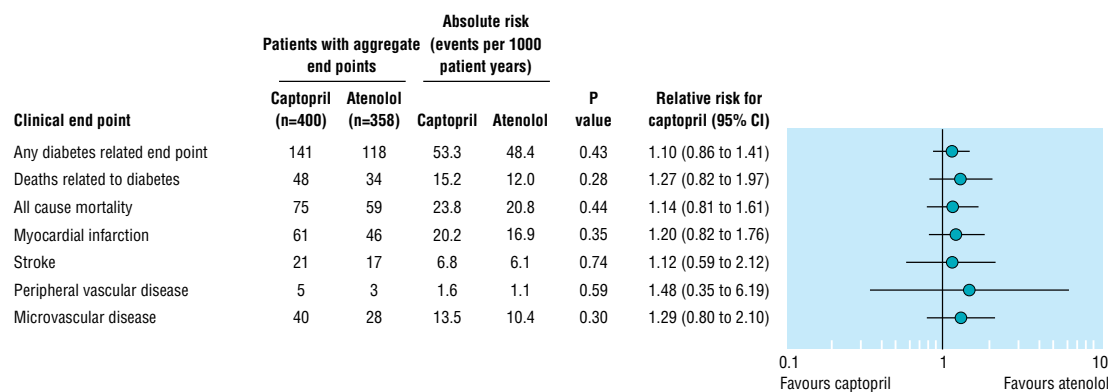 Absolute risk
Patients with aggregate (events per 1000
end points patient years)
Captopril Atenolol P Relative risk for
Clinical end point (n=400) (n=358) Captopril Atenolol value captopril (95% CI)
Any diabetes related end point 141 118 53.3 48.4 0.43 1.10 (0.86 to 1.41)
Deaths related to diabetes 48 34 15.2 12.0 0.28 1.27 (0.82 to 1.97)
All cause mortality 75 59 23.8 20.8 0.44 1.14 (0.81 to 1.61)
Myocardial infarction 61 46 20.2 16.9 0.35 1.20 (0.82 to 1.76)
Stroke 21 17 6.8 6.1 0.74 1.12 (0.59 to 2.12)
Peripheral vascular disease 5 3 1.6 1.1 0.59 1.48 (0.35 to 6.19)
Microvascular disease 40 28 13.5 10.4 0.30 1.29 (0.80 to 2.10)
0.1 1 10
Favours captopril Favours atenolol